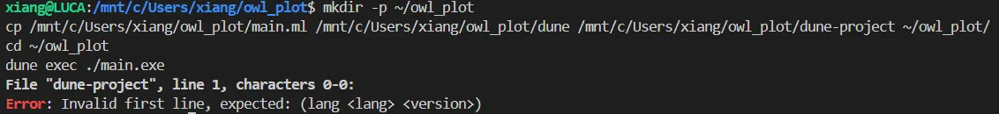 xiang@LUCA:/mnt/c/Users/xiang/owl_plot$ mkdir -p ~/owl_plot
cp /mnt/c/Users/xiang/owl_plot/main.ml /mnt/c/Users/xiang/owl_plot/dune /mnt/c/Users/xiang/owl_plot/dune-project ~/owl_plot/
cd ~/owl_plot
dune exec ./main.exe
File "dune-project", line 1, characters 0-0:
Error: Invalid first line, expected: (lang <lang> <version>)